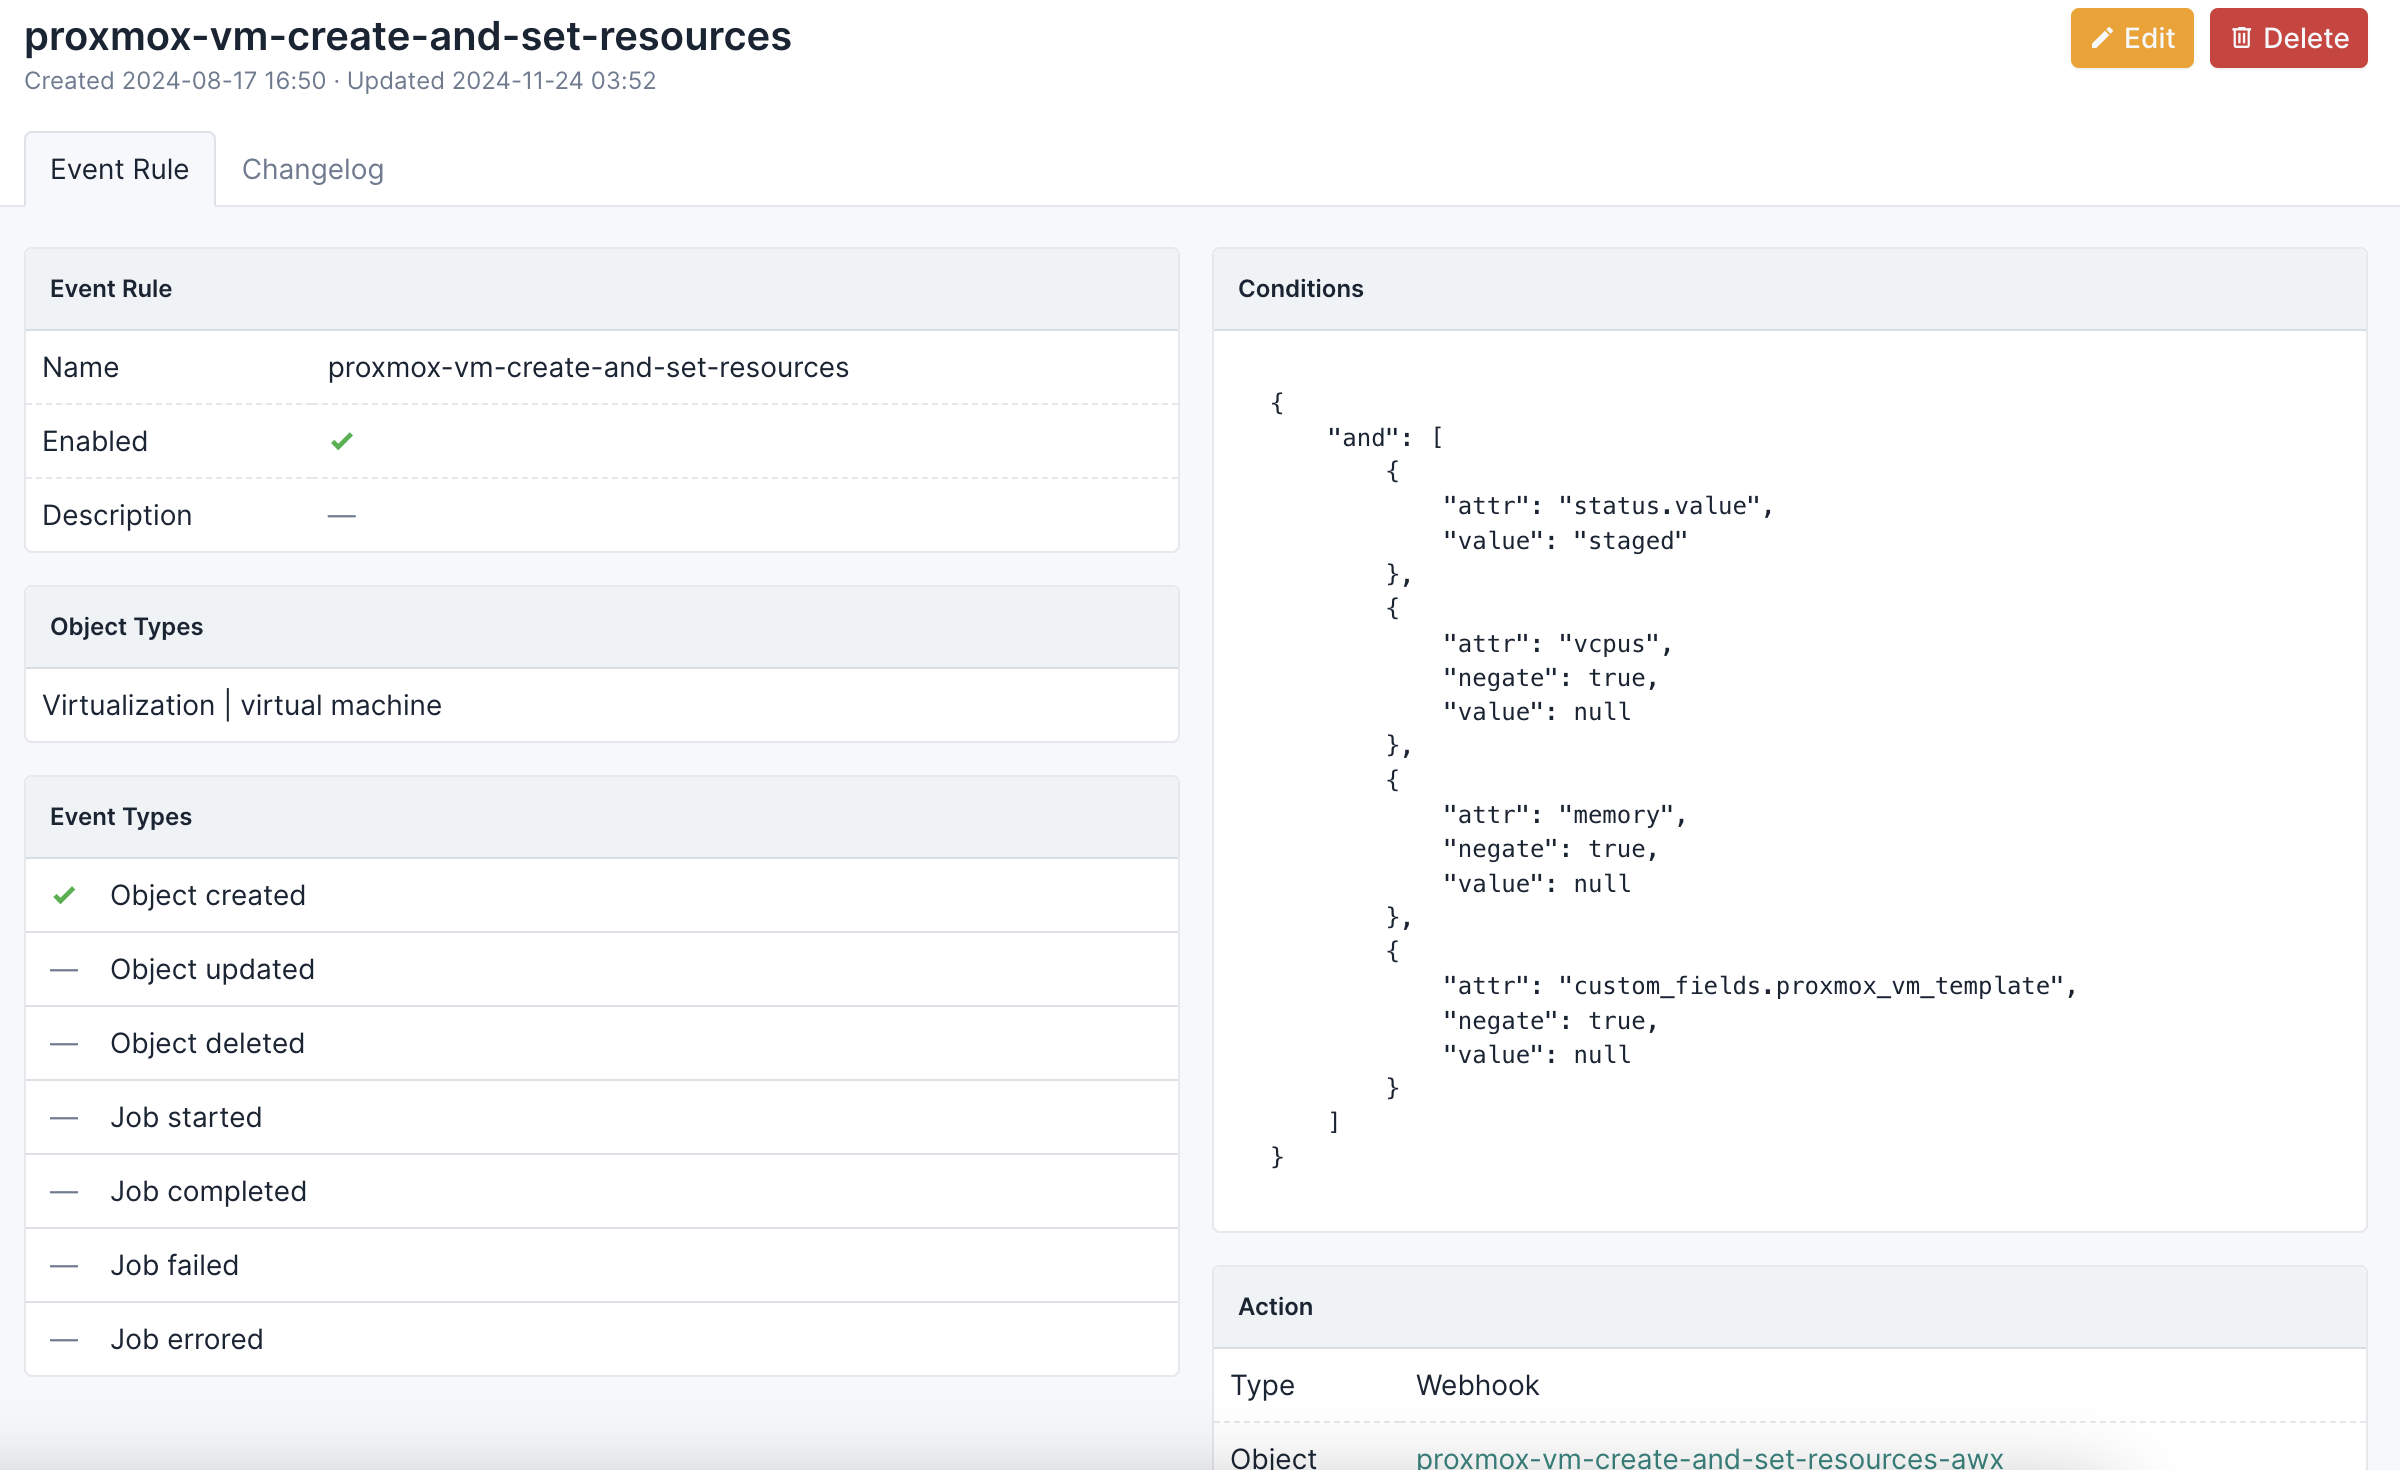 proxmox-vm-create-and-set-resources
Created 2024-08-17 16:50 · Updated 2024-11-24 03:52
Edit
Delete
Event Rule
Changelog
Event Rule
Name proxmox-vm-create-and-set-resources
Enabled
Description —
Object Types
Virtualization | virtual machine
Event Types
Object created
— Object updated
— Object deleted
— Job started
— Job completed
— Job failed
— Job errored
Conditions
{
    "and": [
        {
            "attr": "status.value",
            "value": "staged"
        },
        {
            "attr": "vcpus",
            "negate": true,
            "value": null
        },
        {
            "attr": "memory",
            "negate": true,
            "value": null
        },
        {
            "attr": "custom_fields.proxmox_vm_template",
            "negate": true,
            "value": null
        }
    ]
}
Action
Type Webhook
Object proxmox-vm-create-and-set-resources-awx